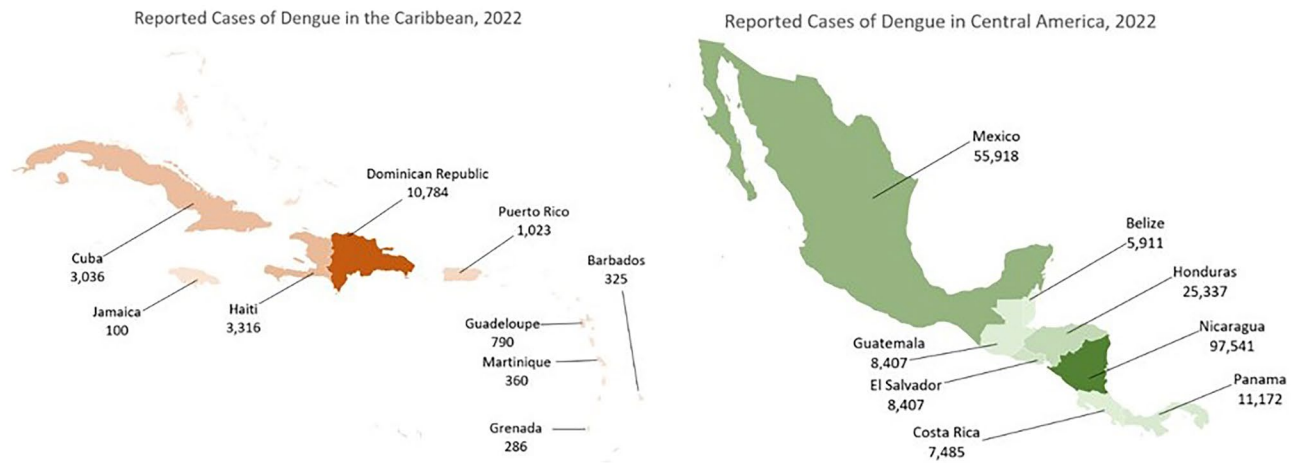 Reported Cases of Dengue in the Caribbean, 2022
Dominican Republic
10,784
Puerto Rico
1,023
Barbados
325
Cuba
3,036
Jamaica
100
Haiti
3,316
Guadeloupe
790
Martinique
360
Grenada
286
Reported Cases of Dengue in Central America, 2022
Mexico
55,918
Belize
5,911
Honduras
25,337
Nicaragua
97,541
Guatemala
8,407
El Salvador
8,407
Panama
11,172
Costa Rica
7,485